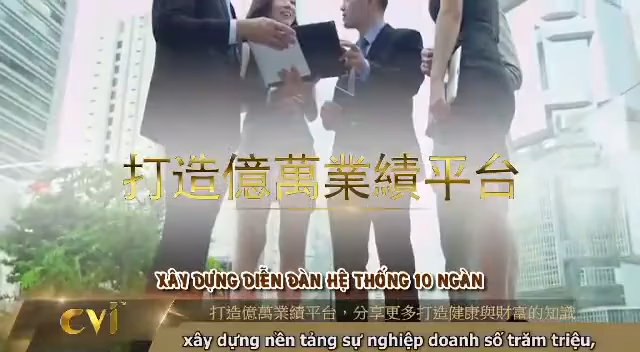 打造億萬業績平台
XÂY DỰNG DIỄN ĐÀN HỆ THỐNG 10 NGÀN
CVI
打造億萬業績平台，分享更多打造健康與財富的知識
xây dựng nền tảng sự nghiệp doanh số trăm triệu,